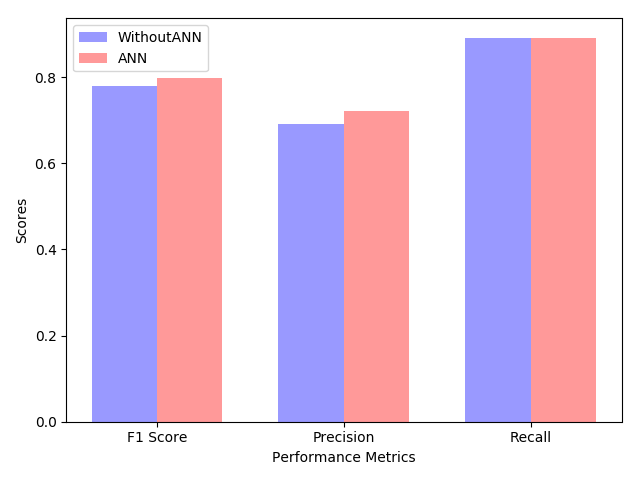 WithoutANN
ANN
0.8
0.6
0.4
0.2
0.0
Scores
F1 Score
Precision
Recall
Performance Metrics